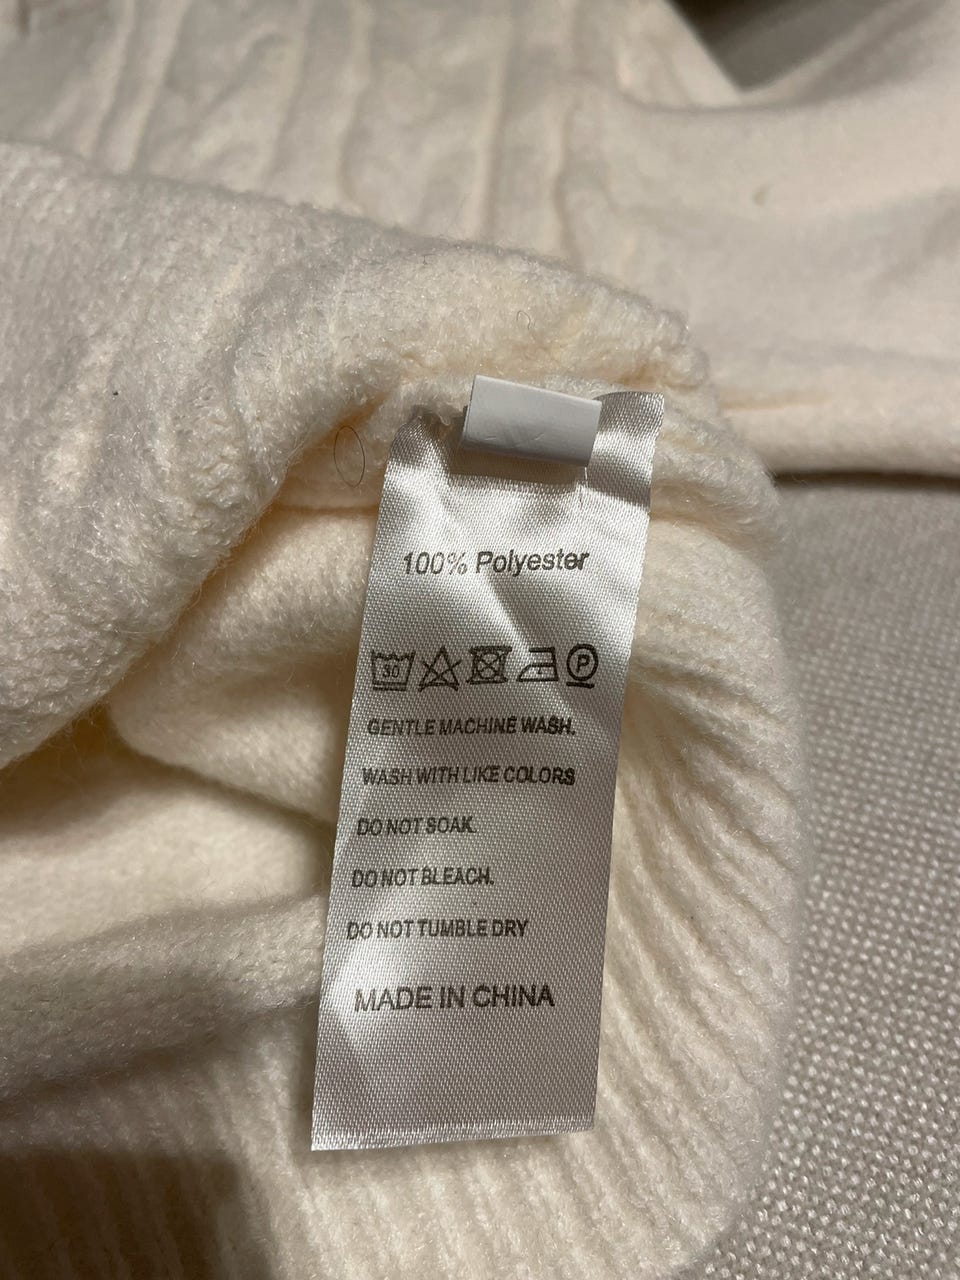 100% Polyester
30 P
GENTLE MACHINE WASH.
WASH WITH LIKE COLORS
DO NOT SOAK.
DO NOT BLEACH.
DO NOT TUMBLE DRY
MADE IN CHINA